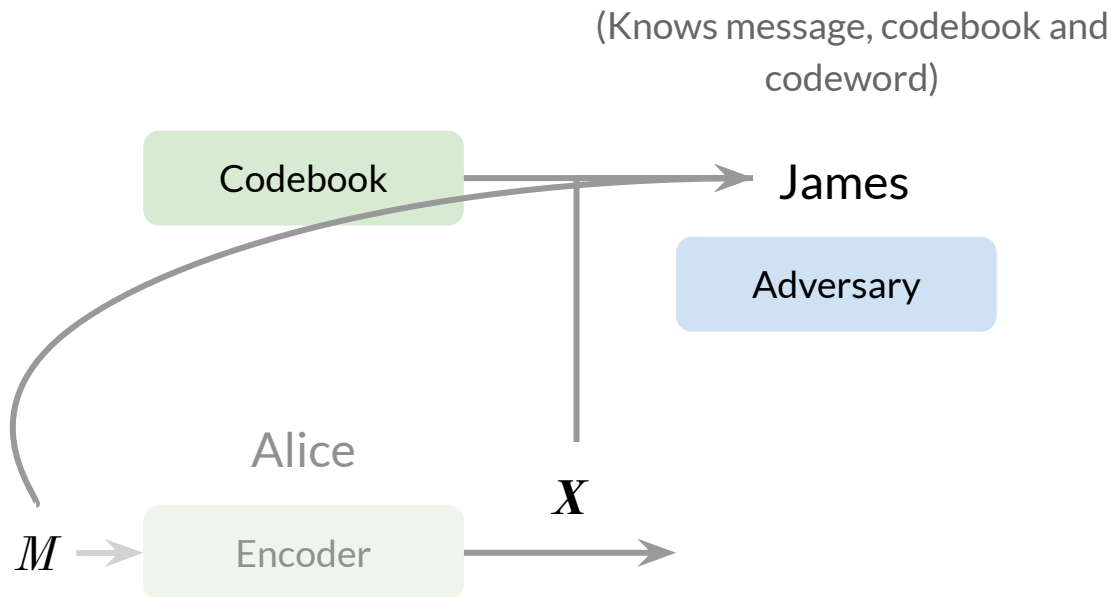 (Knows message, codebook and
codeword)
Codebook
James
Adversary
Alice
X
M
Encoder